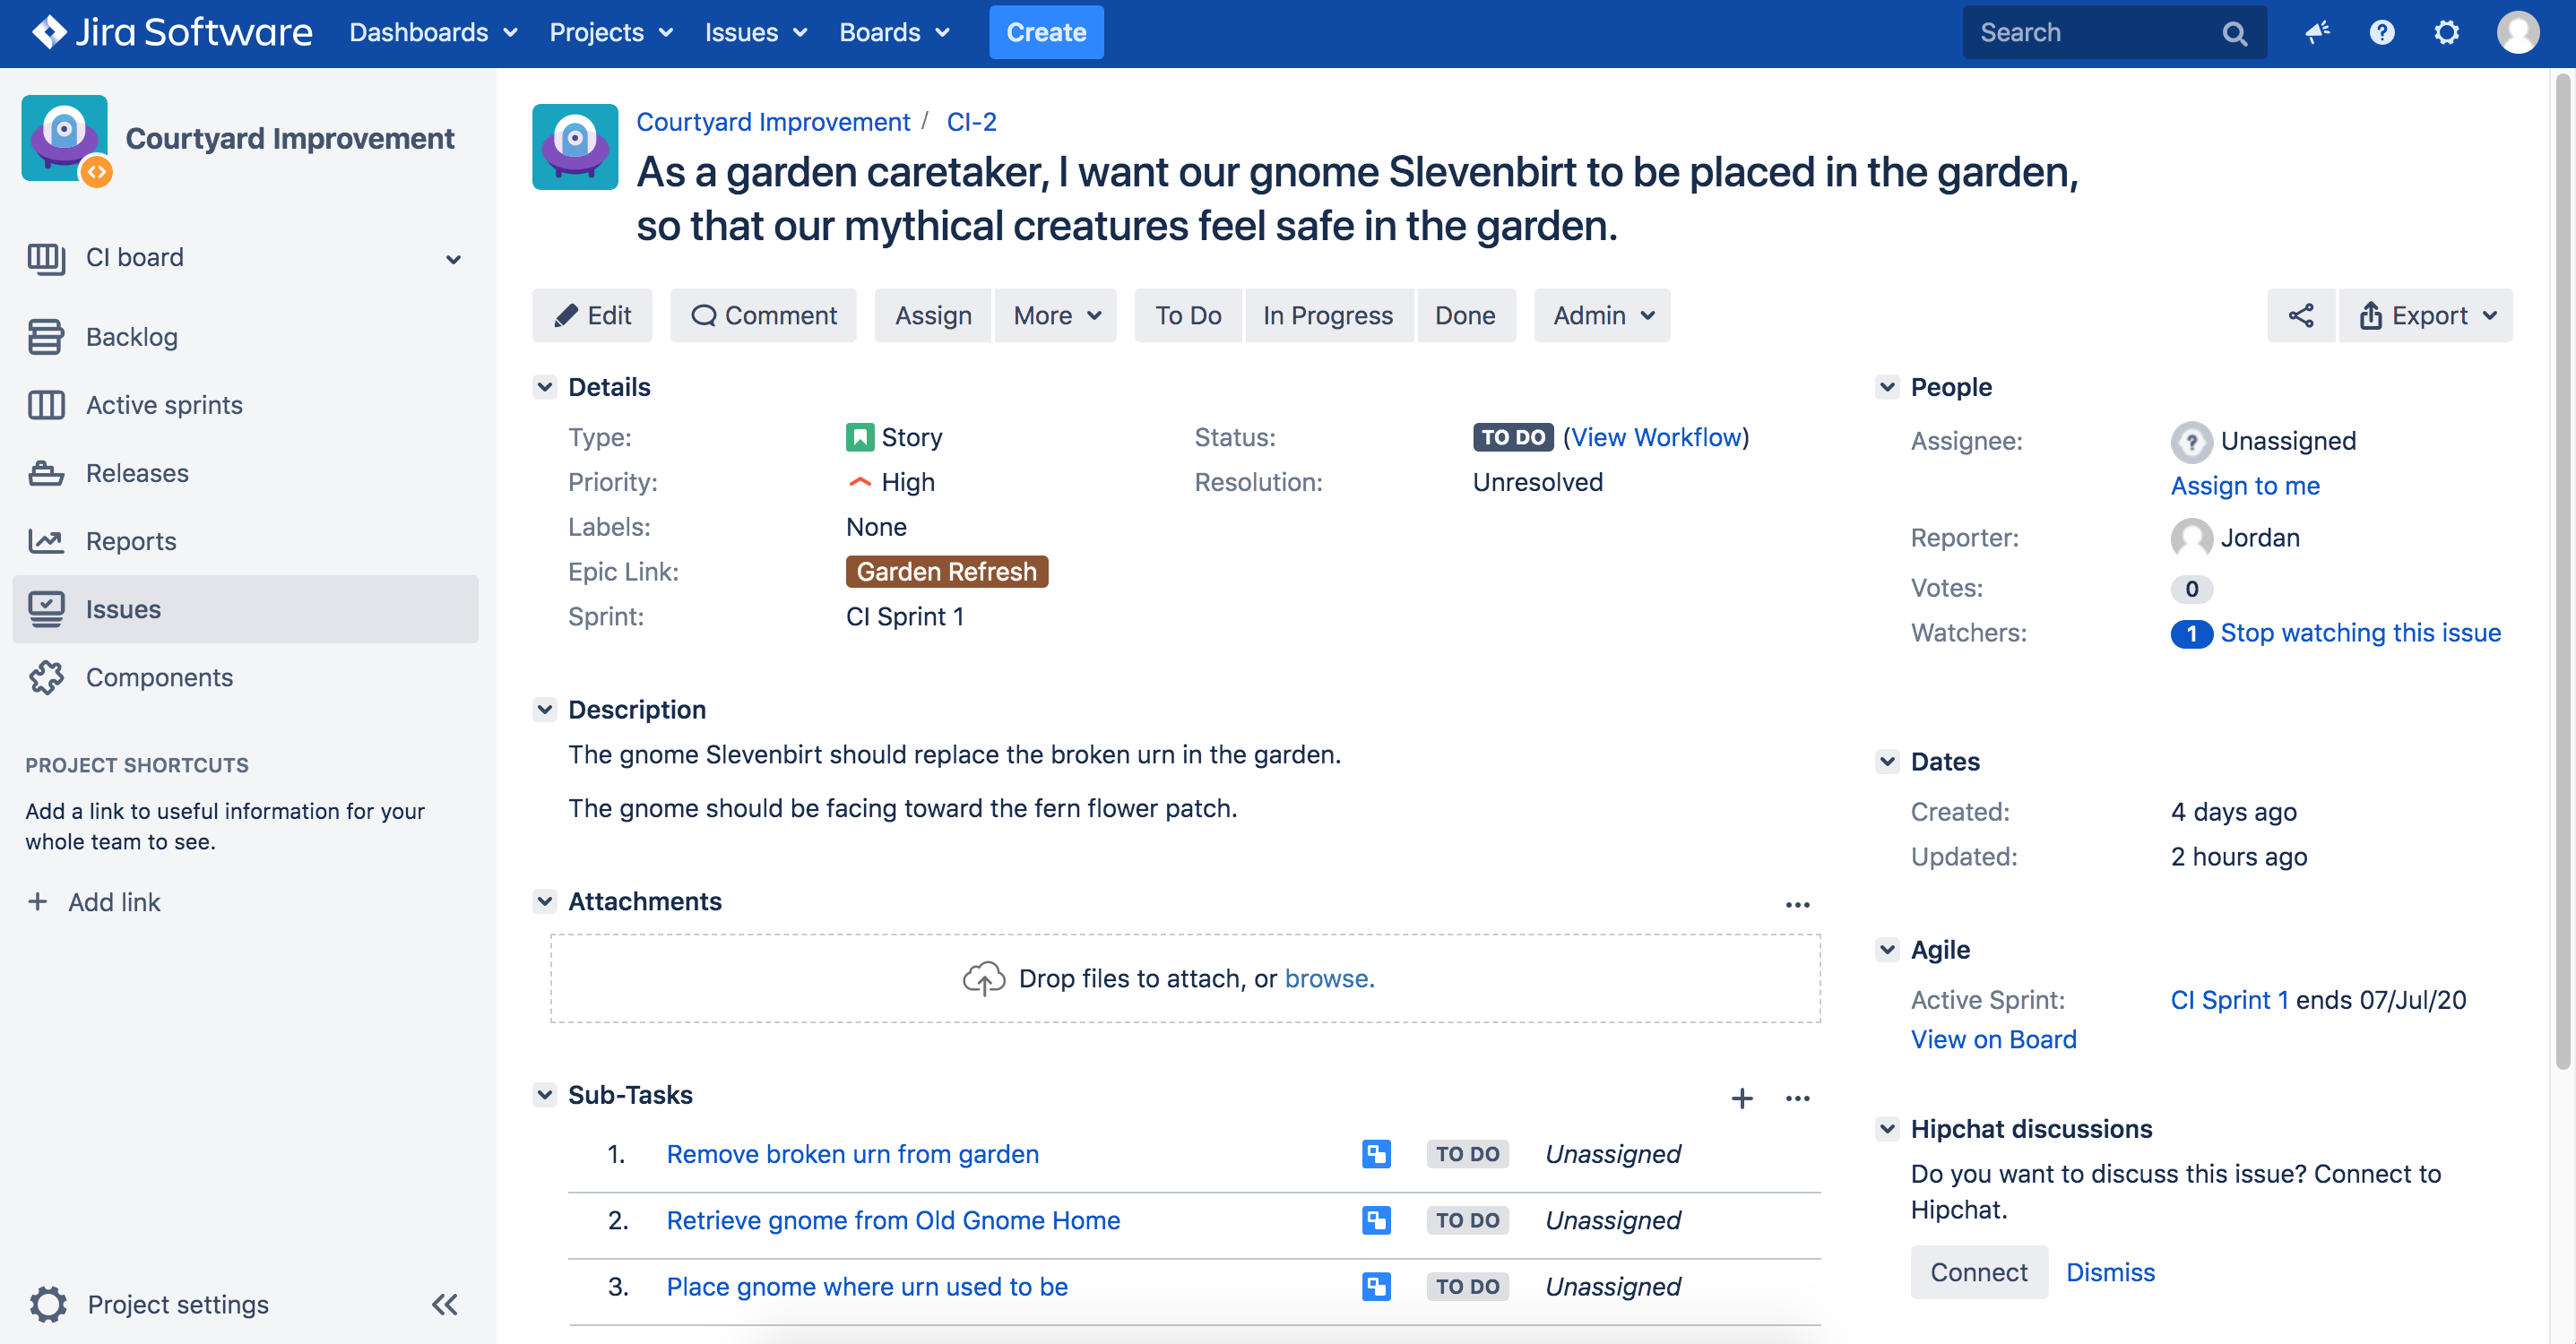 Jira Software Dashboards Projects Issues Boards Create Search
Courtyard Improvement
CI board
Backlog
Active sprints
Releases
Reports
Issues
Components
PROJECT SHORTCUTS
Add a link to useful information for your
whole team to see.
+ Add link
Project settings
Courtyard Improvement / CI-2
As a garden caretaker, I want our gnome Slevenbirt to be placed in the garden,
so that our mythical creatures feel safe in the garden.
Edit Comment Assign More To Do In Progress Done Admin Export
Details
Type: Story Status: TO DO (View Workflow)
Priority: High Resolution: Unresolved
Labels: None
Epic Link: Garden Refresh
Sprint: CI Sprint 1
Description
The gnome Slevenbirt should replace the broken urn in the garden.
The gnome should be facing toward the fern flower patch.
Attachments
Drop files to attach, or browse.
Sub-Tasks
1. Remove broken urn from garden TO DO Unassigned
2. Retrieve gnome from Old Gnome Home TO DO Unassigned
3. Place gnome where urn used to be TO DO Unassigned
People
Assignee: Unassigned
Assign to me
Reporter: Jordan
Votes: 0
Watchers: 1 Stop watching this issue
Dates
Created: 4 days ago
Updated: 2 hours ago
Agile
Active Sprint: CI Sprint 1 ends 07/Jul/20
View on Board
Hipchat discussions
Do you want to discuss this issue? Connect to
Hipchat.
Connect Dismiss